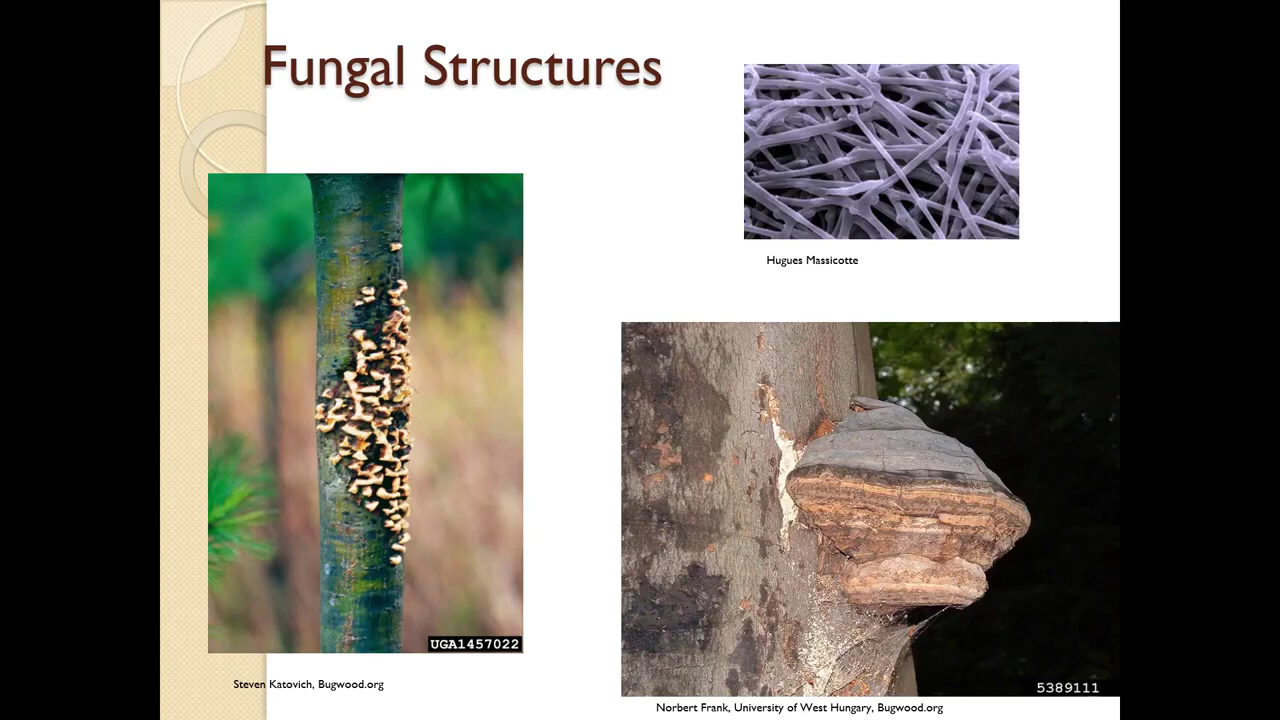 Fungal Structures
Hugues Massicotte
UGA1457022
Steven Katovich, Bugwood.org
5389111
Norbert Frank, University of West Hungary, Bugwood.org